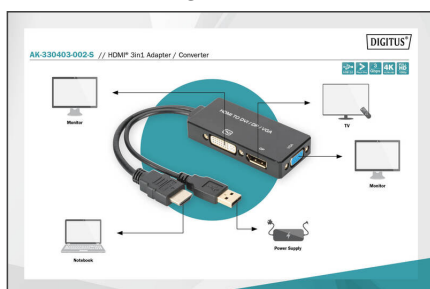 DIGITUS®
AK-330403-002-S // HDMI® 3in1 Adapter / Converter
4K
HD
Monitor
HDMI TO DVI / DP / VGA
TV
Monitor
Notebook
Power Supply